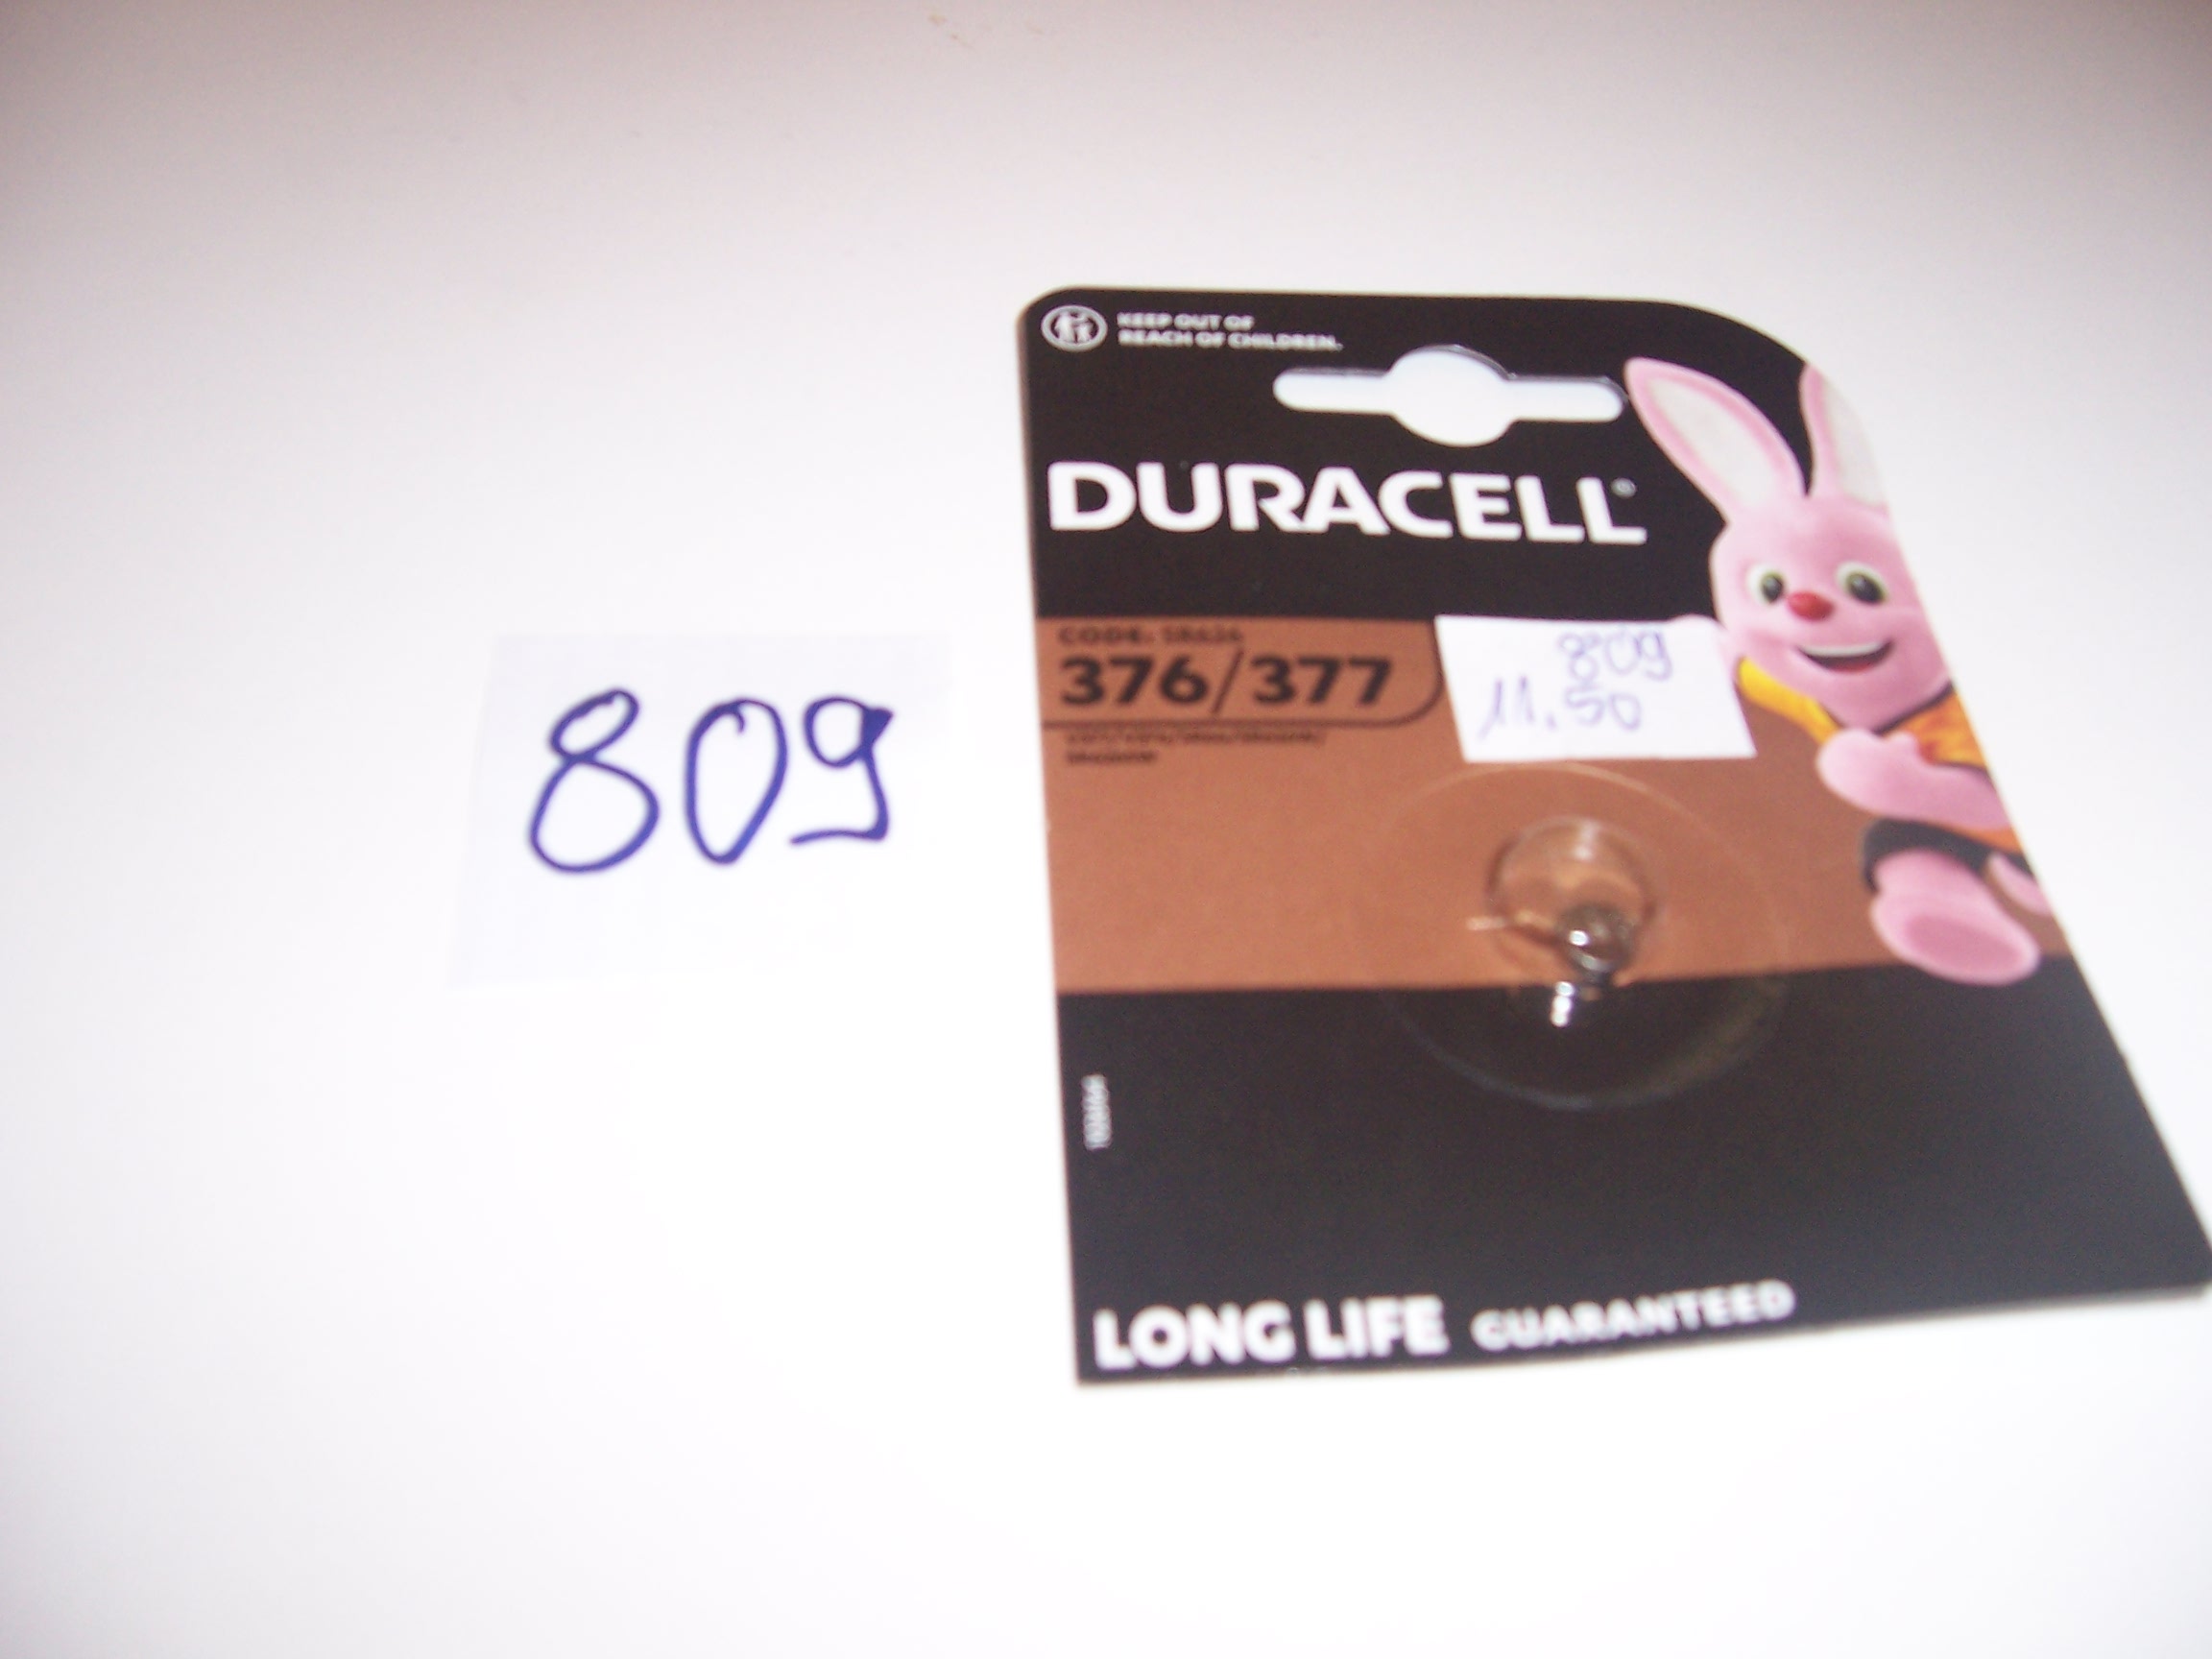 809
KEEP OUT OF
REACH OF CHILDREN.
DURACELL
CODE: SR626
376/377
809
11.50
LONG LIFE GUARANTEED